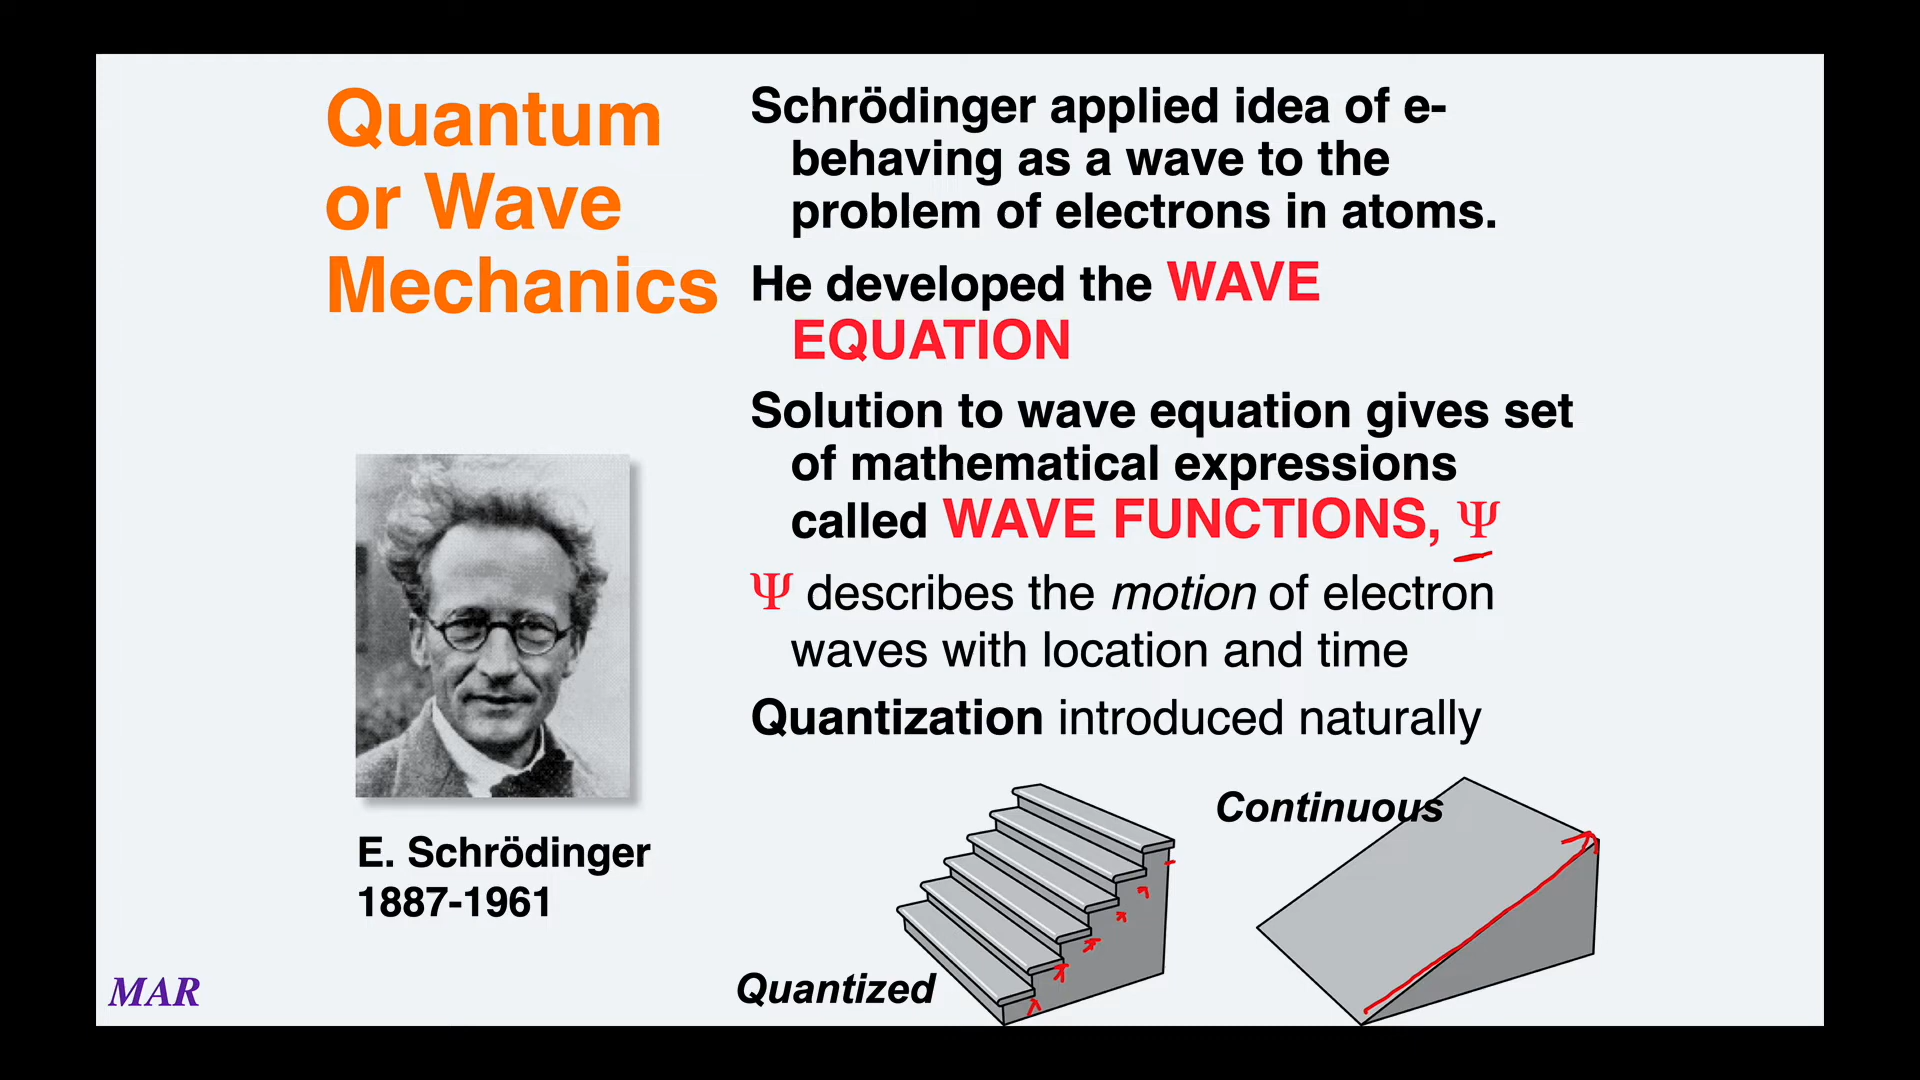 Quantum
or Wave
Mechanics
Schrödinger applied idea of e-
behaving as a wave to the
problem of electrons in atoms.
He developed the WAVE
EQUATION
Solution to wave equation gives set
of mathematical expressions
called WAVE FUNCTIONS, Ψ
Ψ describes the motion of electron
waves with location and time
Quantization introduced naturally
E. Schrödinger
1887-1961
Continuous
Quantized
MAR